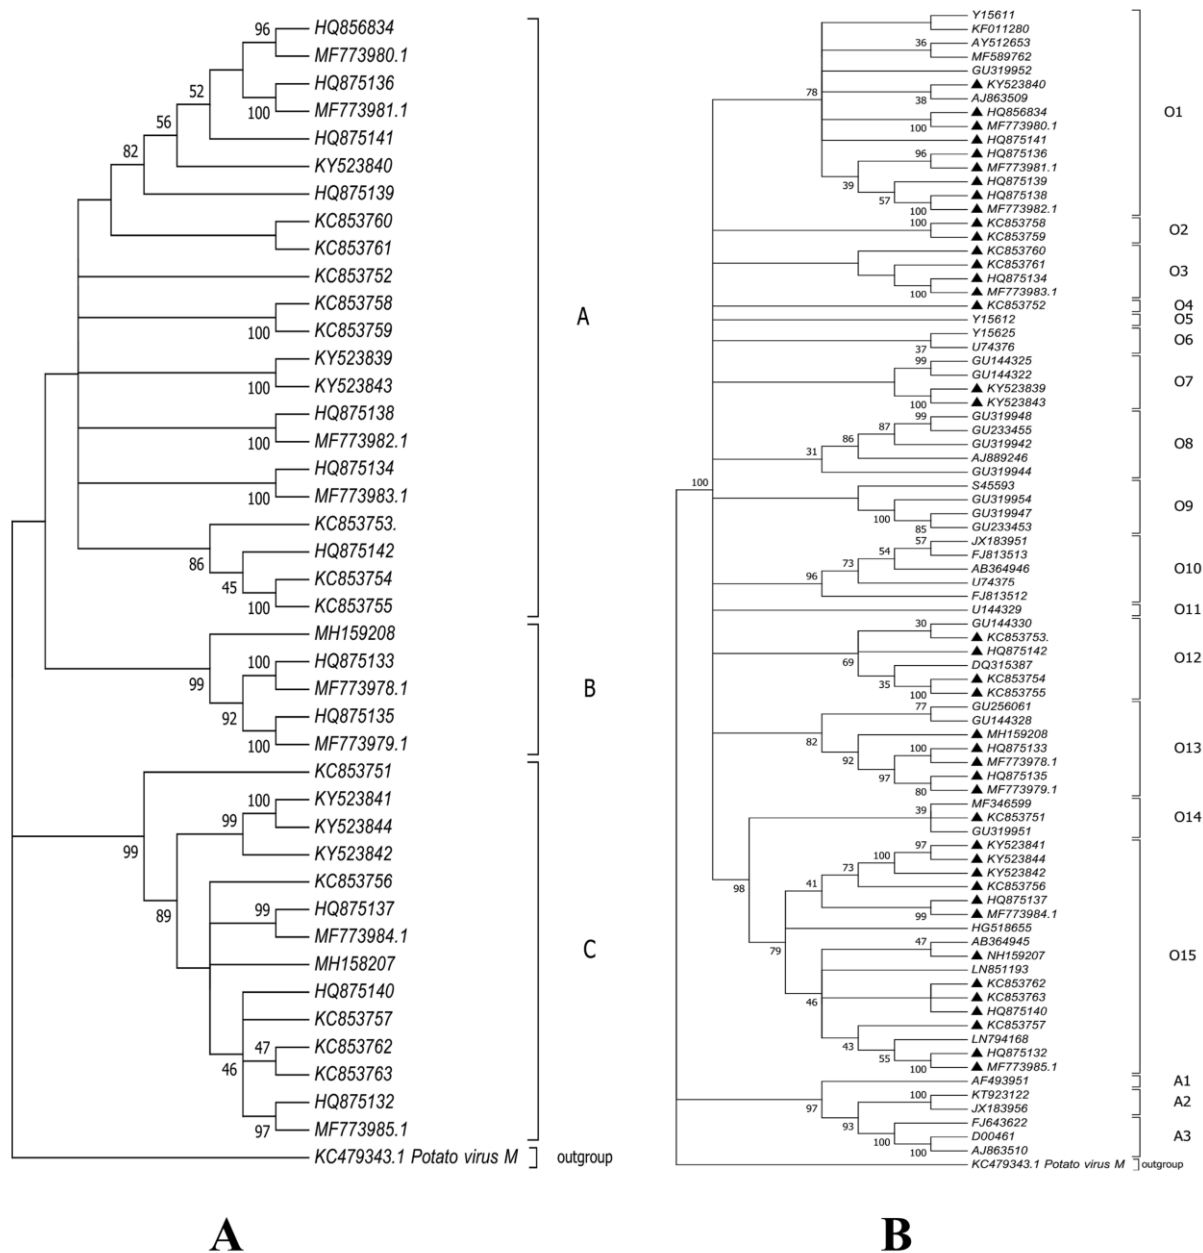 96
HQ856834
MF773980.1
52
HQ875136
100
MF773981.1
56
HQ875141
82
KY523840
HQ875139
KC853760
KC853761
KC853752
A
KC853758
100
KC853759
KY523839
100
KY523843
HQ875138
100
MF773982.1
HQ875134
100
MF773983.1
KC853753.
86
HQ875142
45
KC853754
100
KC853755
MH159208
100
HQ875133
99
MF773978.1
B
92
HQ875135
100
MF773979.1
KC853751
100
KY523841
99
KY523844
99
KY523842
KC853756
89
99
HQ875137
MF773984.1
C
MH158207
HQ875140
KC853757
47
KC853762
46
KC853763
HQ875132
97
MF773985.1
KC479343.1 Potato virus M
outgroup
A
Y15611
KF011280
36
AY512653
MF589762
GU319952
78
KY523840
38
AJ863509
O1
HQ856834
100
MF773980.1
HQ875141
96
HQ875136
MF773981.1
39
HQ875139
57
HQ875138
100
MF773982.1
100
KC853758
O2
KC853759
KC853760
KC853761
O3
HQ875134
100
MF773983.1
KC853752
O4
Y15612
O5
Y15625
O6
37
U74376
99
GU144325
GU144322
O7
KY523839
100
KY523843
99
GU319948
87
GU233455
86
GU319942
O8
31
AJ889246
GU319944
100
S45593
GU319954
O9
100
GU319947
85
GU233453
57
JX183951
54
FJ813513
73
AB364946
O10
96
U74375
FJ813512
U144329
O11
30
GU144330
KC853753.
69
HQ875142
O12
DQ315387
35
KC853754
100
KC853755
77
GU256061
GU144328
82
MH159208
O13
92
100
HQ875133
MF773978.1
97
HQ875135
80
MF773979.1
MF346599
39
KC853751
O14
GU319951
97
KY523841
100
KY523844
73
KY523842
98
41
KC853756
HQ875137
99
MF773984.1
HG518655
79
47
AB364945
O15
NH159207
LN851193
KC853762
46
KC853763
HQ875140
KC853757
43
LN794168
55
HQ875132
100
MF773985.1
AF493951
A1
97
100
KT923122
A2
JX183956
93
FJ643622
100
D00461
A3
100
AJ863510
KC479343.1 Potato virus M
outgroup
B